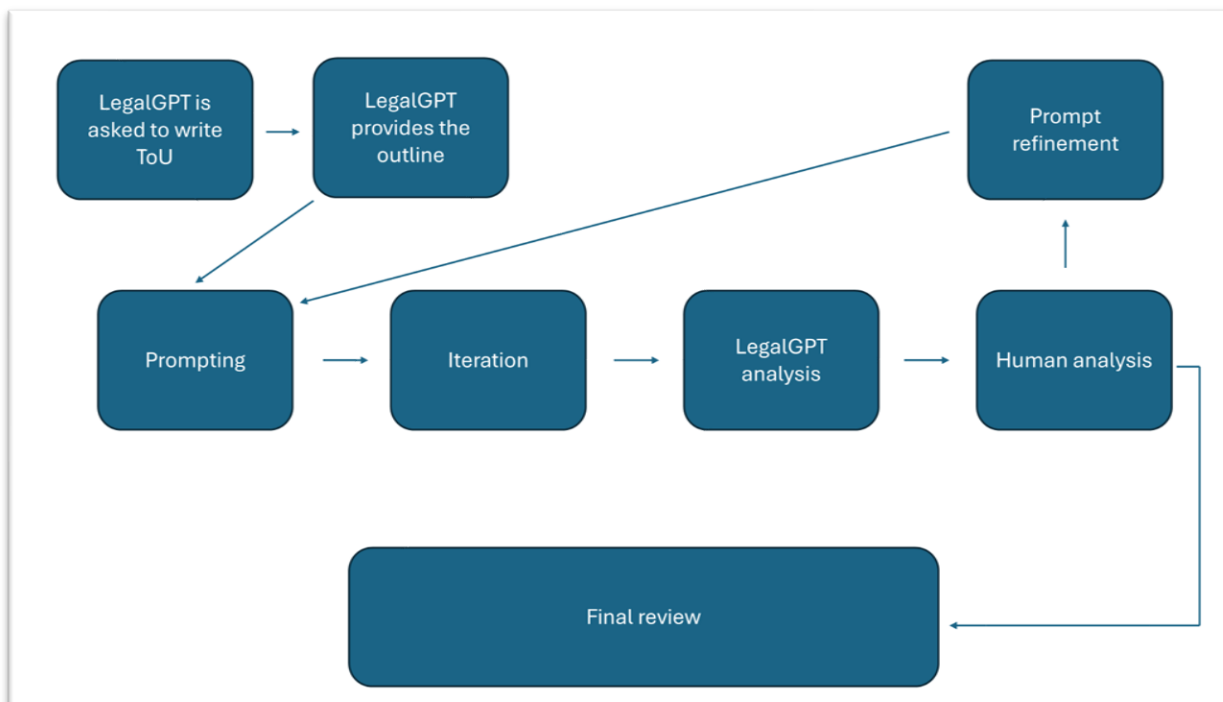 LegalGPT is
asked to write
ToU
LegalGPT
provides the
outline
Prompt
refinement
Prompting
Iteration
LegalGPT
analysis
Human analysis
Final review